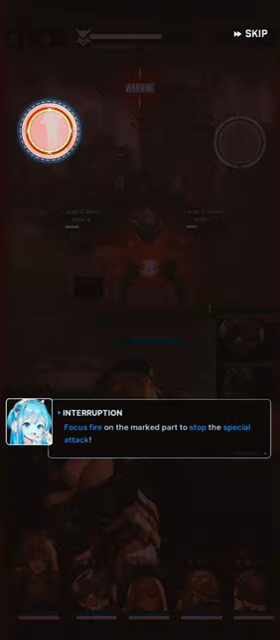 SKIP
WARNING
INTERRUPTION
Focus fire on the marked part to stop the special
attack!